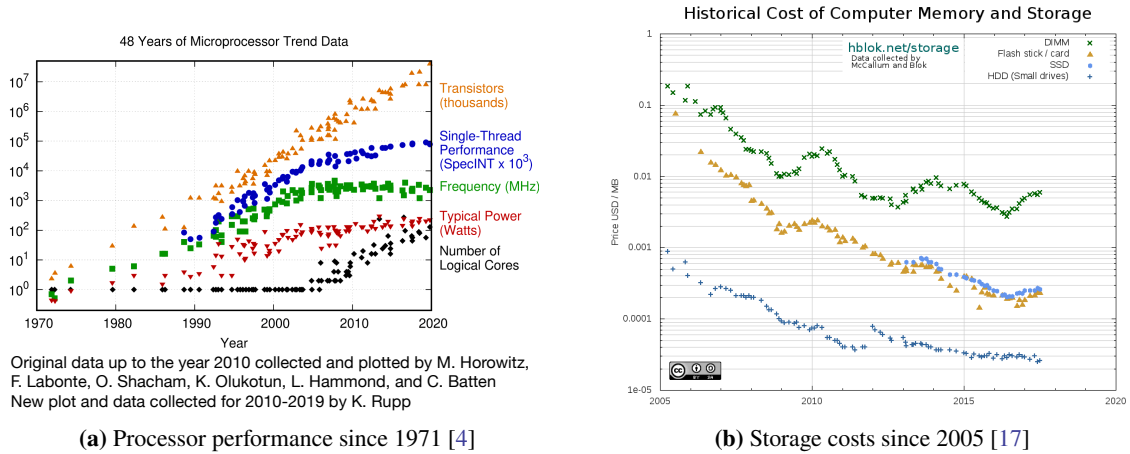 48 Years of Microprocessor Trend Data
10^7
10^6
10^5
10^4
10^3
10^2
10^1
10^0
1970
1980
1990
2000
2010
2020
Year
Transistors
(thousands)
Single-Thread
Performance
(SpecINT x 10^3)
Frequency (MHz)
Typical Power
(Watts)
Number of
Logical Cores
Original data up to the year 2010 collected and plotted by M. Horowitz,
F. Labonte, O. Shacham, K. Olukotun, L. Hammond, and C. Batten
New plot and data collected for 2010-2019 by K. Rupp
(a) Processor performance since 1971 [4]
Historical Cost of Computer Memory and Storage
hblok.net/storage
Data collected by
McCallum and Blok
DIMM
Flash stick / card
SSD
HDD (Small drives)
Price USD / MB
1
0.1
0.01
0.001
0.0001
1e-05
2005
2010
2015
2020
cc
(b) Storage costs since 2005 [17]